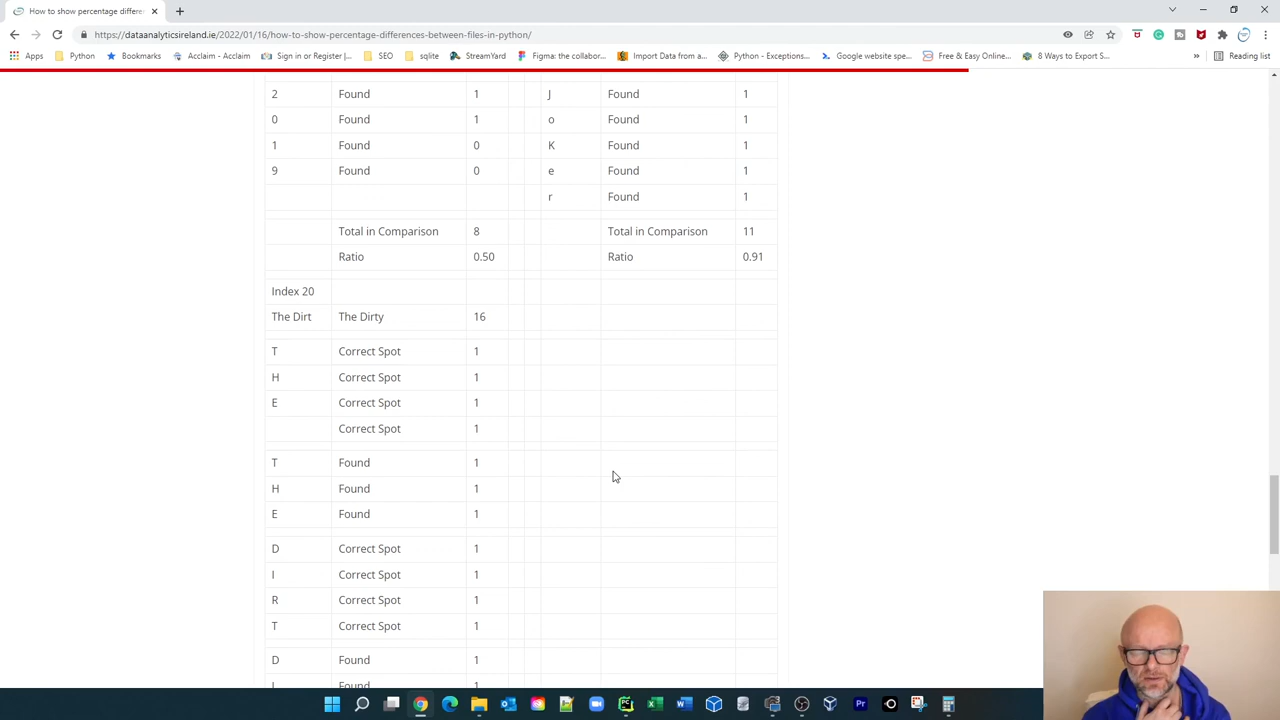 How to show percentage differe
https://dataanalyticsireland.ie/2022/01/16/how-to-show-percentage-differences-between-files-in-python/
Apps Python Bookmarks Acclaim - Acclaim Sign in or Register |... SEO sqlite StreamYard Figma: the collabor... Import Data from a... Python - Exceptions... Google website spe... Free & Easy Online... 8 Ways to Export S... » Reading list
2 Found 1 J Found 1
0 Found 1 o Found 1
1 Found 0 K Found 1
9 Found 0 e Found 1
r Found 1
Total in Comparison 8 Total in Comparison 11
Ratio 0.50 Ratio 0.91
Index 20
The Dirt The Dirty 16
T Correct Spot 1
H Correct Spot 1
E Correct Spot 1
Correct Spot 1
T Found 1
H Found 1
E Found 1
D Correct Spot 1
I Correct Spot 1
R Correct Spot 1
T Correct Spot 1
D Found 1
I Found 1